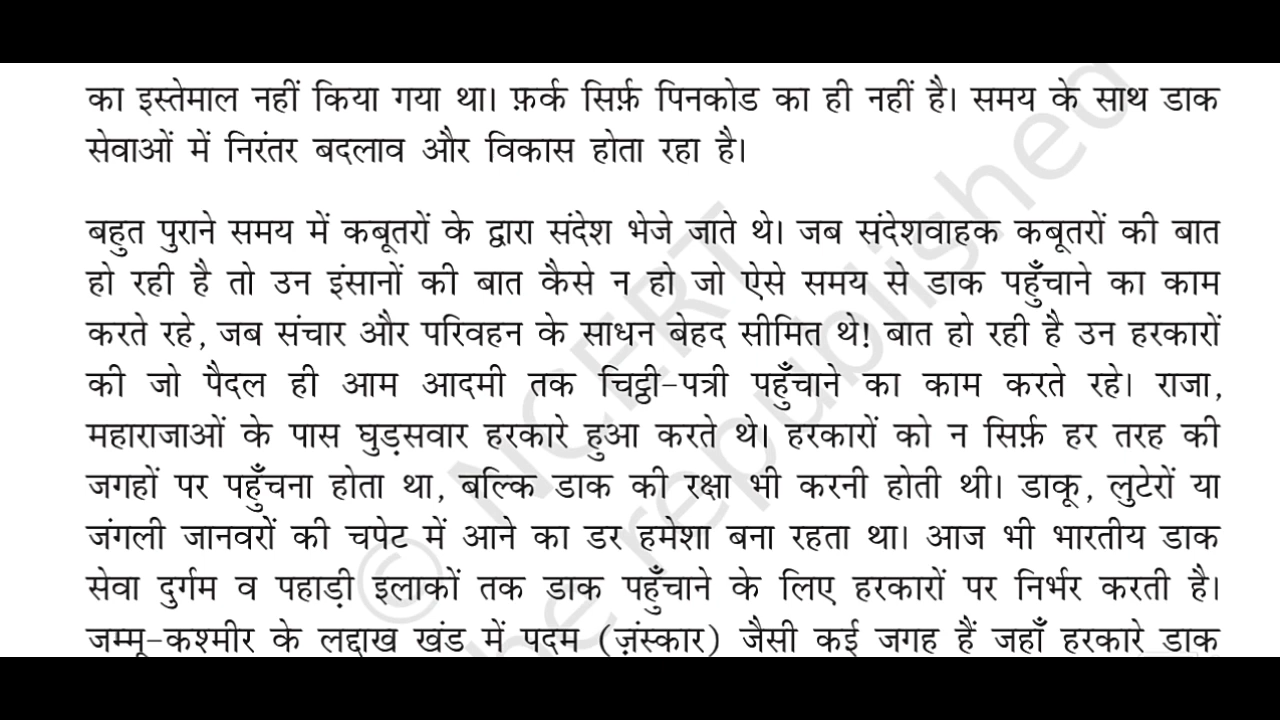 का इस्तेमाल नहीं किया गया था। फ़र्क सिर्फ़ पिनकोड का ही नहीं है। समय के साथ डाक
सेवाओं में निरंतर बदलाव और विकास होता रहा है।
बहुत पुराने समय में कबूतरों के द्वारा संदेश भेजे जाते थे। जब संदेशवाहक कबूतरों की बात
हो रही है तो उन इंसानों की बात कैसे न हो जो ऐसे समय से डाक पहुँचाने का काम
करते रहे, जब संचार और परिवहन के साधन बेहद सीमित थे! बात हो रही है उन हरकारों
की जो पैदल ही आम आदमी तक चिट्ठी-पत्री पहुँचाने का काम करते रहे। राजा,
महाराजाओं के पास घुड़सवार हरकारे हुआ करते थे। हरकारों को न सिर्फ़ हर तरह की
जगहों पर पहुँचना होता था, बल्कि डाक की रक्षा भी करनी होती थी। डाकू, लुटेरों या
जंगली जानवरों की चपेट में आने का डर हमेशा बना रहता था। आज भी भारतीय डाक
सेवा दुर्गम व पहाड़ी इलाकों तक डाक पहुँचाने के लिए हरकारों पर निर्भर करती है।
जम्मू-कश्मीर के लद्दाख खंड में पदम (ज़ंस्कार) जैसी कई जगह हैं जहाँ हरकारे डाक
© NCERT
he republished